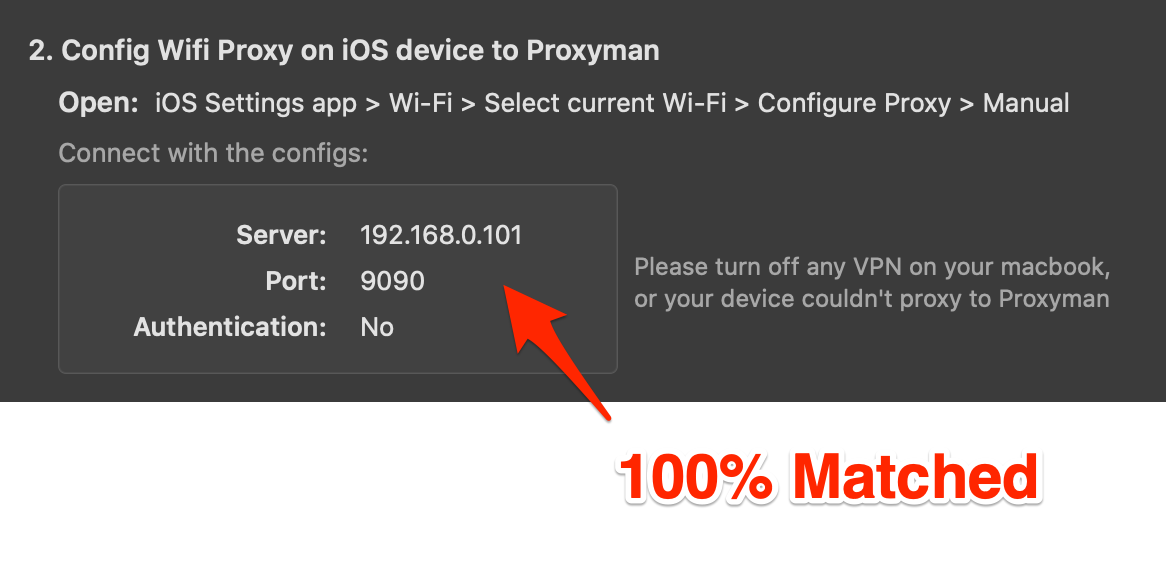 2. Config Wifi Proxy on iOS device to Proxyman
Open: iOS Settings app > Wi-Fi > Select current Wi-Fi > Configure Proxy > Manual
Connect with the configs:
Server: 192.168.0.101
Port: 9090
Authentication: No
Please turn off any VPN on your macbook,
or your device couldn't proxy to Proxyman
100% Matched